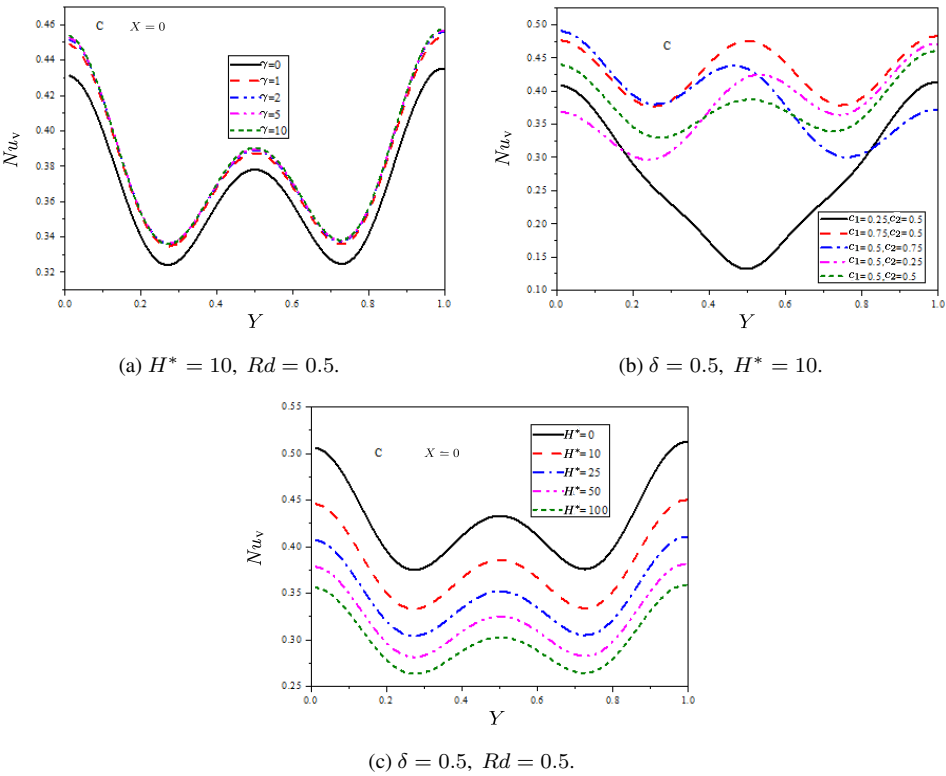 0.46
0.44
0.42
0.40
0.38
0.36
0.34
0.32
Nu_v
C X = 0
γ=0
γ=1
γ=2
γ=5
γ=10
0.0 0.2 0.4 0.6 0.8 1.0
Y
(a) H* = 10, Rd = 0.5.
0.50
0.45
0.40
0.35
0.30
0.25
0.20
0.15
0.10
Nu_v
C
c₁=0.25,c₂=0.5
c₁=0.75,c₂=0.5
c₁=0.5,c₂=0.75
c₁=0.5,c₂=0.25
c₁=0.5,c₂=0.5
0.0 0.2 0.4 0.6 0.8 1.0
Y
(b) δ = 0.5, H* = 10.
0.55
0.50
0.45
0.40
0.35
0.30
0.25
Nu_v
C X = 0
H*=0
H*=10
H*=25
H*=50
H*=100
0.0 0.2 0.4 0.6 0.8 1.0
Y
(c) δ = 0.5, Rd = 0.5.